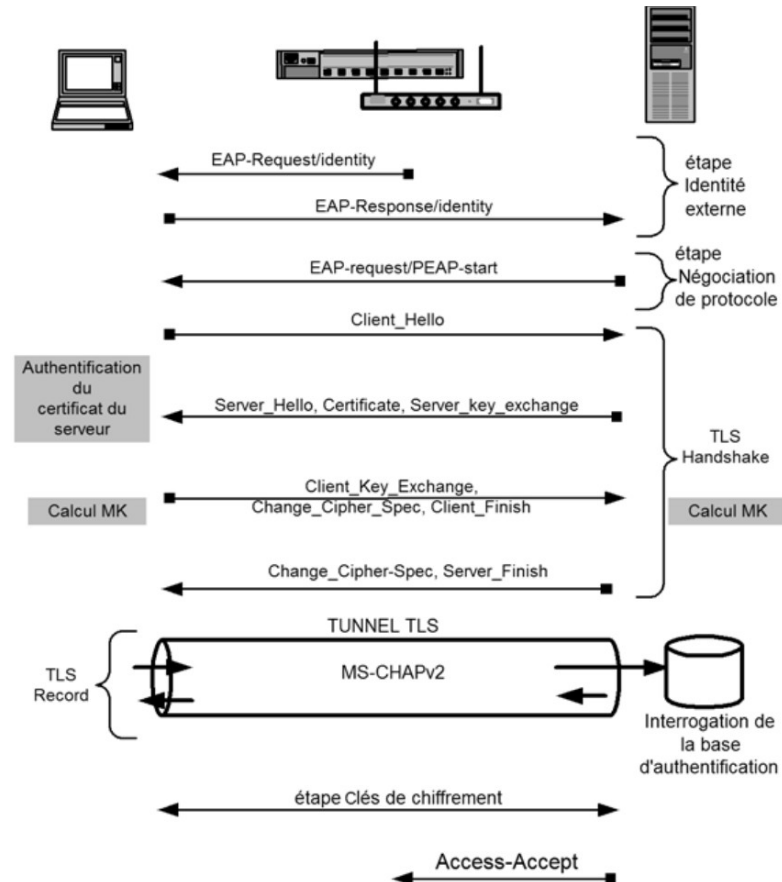 EAP-Request/identity
étape
Identité
externe
EAP-Response/identity
étape
Négociation
de protocole
EAP-request/PEAP-start
Client_Hello
Authentification
du
certificat du
serveur
Server_Hello, Certificate, Server_key_exchange
TLS
Handshake
Client_Key_Exchange,
Change_Cipher_Spec, Client_Finish
Calcul MK
Calcul MK
Change_Cipher-Spec, Server_Finish
TUNNEL TLS
TLS
Record
MS-CHAPv2
Interrogation de
la base
d'authentification
étape Clés de chiffrement
Access-Accept